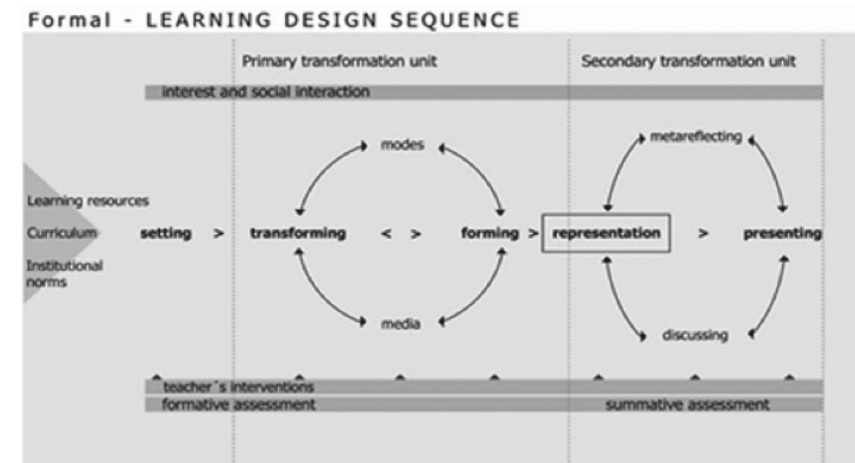 Formal - LEARNING DESIGN SEQUENCE
Primary transformation unit
Secondary transformation unit
interest and social interaction
modes
metareflecting
Learning resources
Curriculum
Institutional
norms
setting > transforming < > forming > representation > presenting
media
discussing
teacher´s interventions
formative assessment
summative assessment